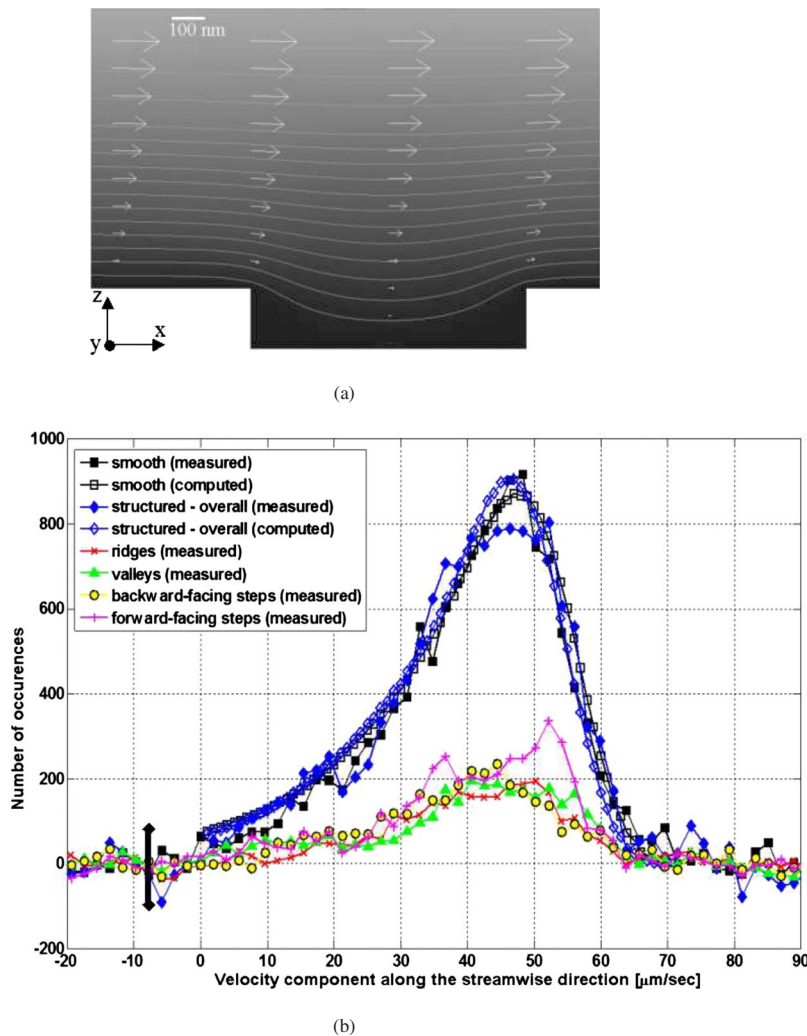 100 nm
z
y
x
(a)
1000
800
600
400
200
0
-200
Number of occurences
smooth (measured)
smooth (computed)
structured - overall (measured)
structured - overall (computed)
ridges (measured)
valleys (measured)
backward-facing steps (measured)
forward-facing steps (measured)
-20 -10 0 10 20 30 40 50 60 70 80 90
Velocity component along the streamwise direction [μm/sec]
(b)